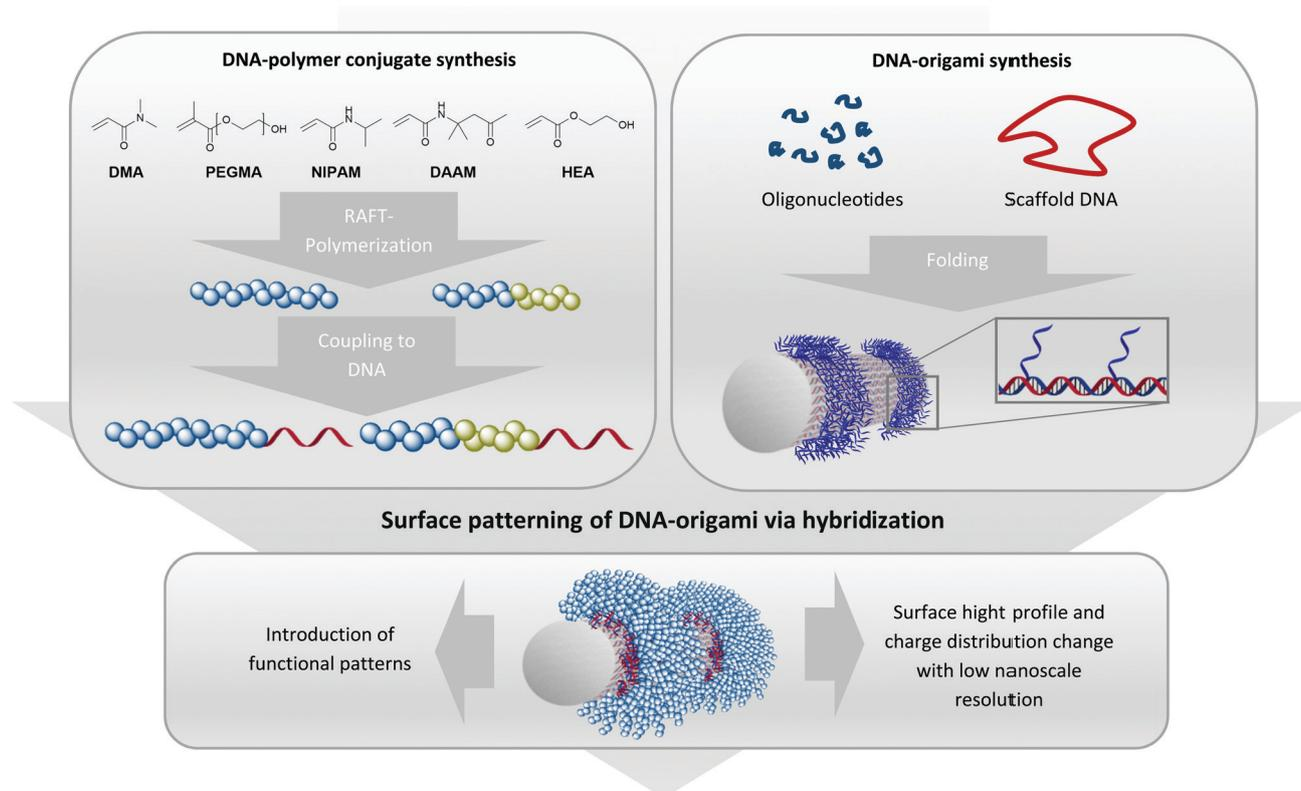 DNA-polymer conjugate synthesis
N
O
O
O
OH
H
N
O
H
N
O
O
O
O
OH
DMA
PEGMA
NIPAM
DAAM
HEA
RAFT-
Polymerization
Coupling to
DNA
DNA-origami synthesis
Oligonucleotides
Scaffold DNA
Folding
Surface patterning of DNA-origami via hybridization
Introduction of
functional patterns
Surface hight profile and
charge distribution change
with low nanoscale
resolution